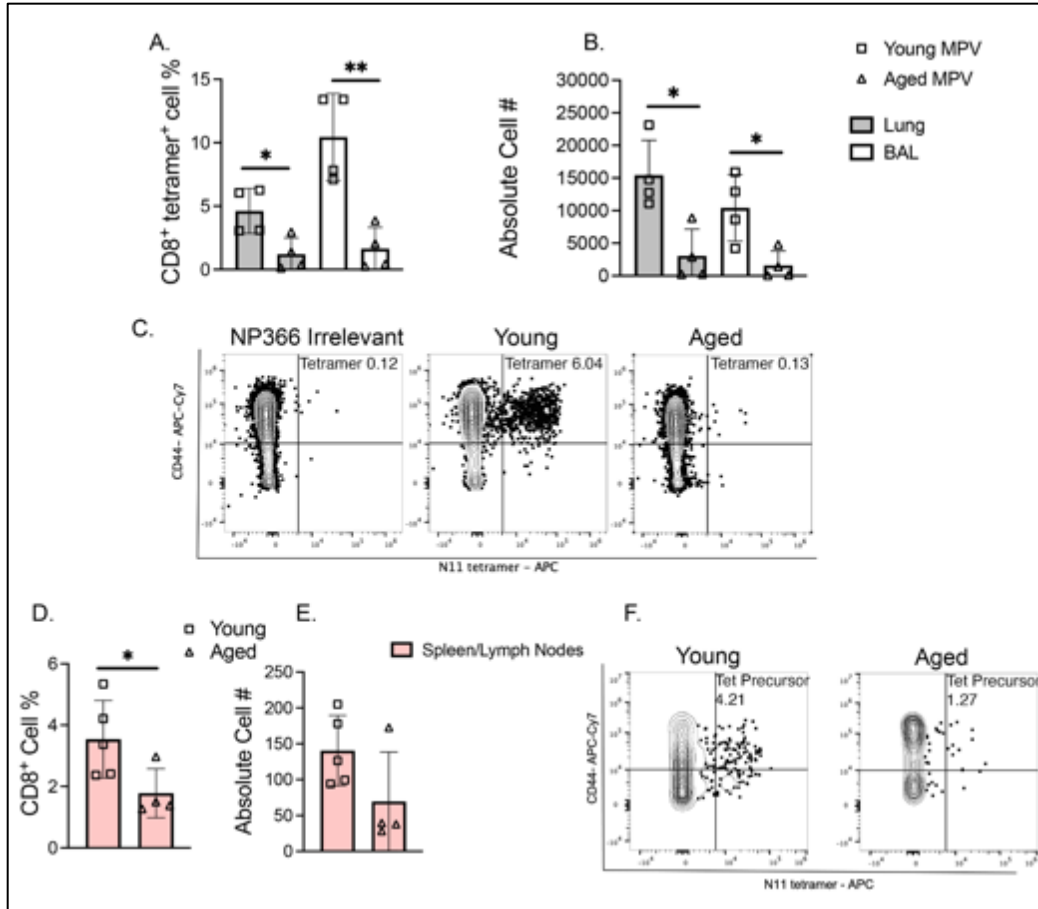 A.
CD8+ tetramer+ cell %
15
10
5
0
*
**
B.
Absolute Cell #
30000
25000
20000
15000
10000
5000
0
*
*
Young MPV
Aged MPV
Lung
BAL
C.
NP366 Irrelevant
Young
Aged
Tetramer 0.12
Tetramer 6.04
Tetramer 0.13
CD44- APC-Cy7
N11 tetramer - APC
D.
CD8+ Cell %
6
4
2
0
*
Young
Aged
E.
Absolute Cell #
250
200
150
100
50
0
Spleen/Lymph Nodes
F.
Young
Aged
Tet Precursor
4.21
Tet Precursor
1.27
CD44- APC-Cy7
N11 tetramer - APC